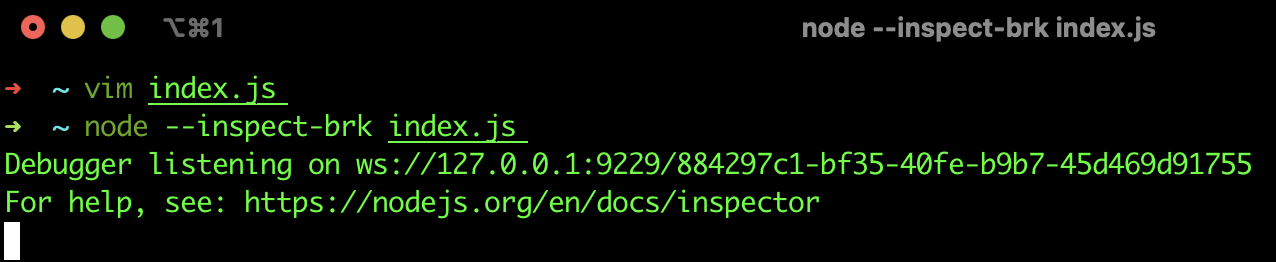 ⌥⌘1 node --inspect-brk index.js
➜ ~ vim index.js
➜ ~ node --inspect-brk index.js
Debugger listening on ws://127.0.0.1:9229/884297c1-bf35-40fe-b9b7-45d469d91755
For help, see: https://nodejs.org/en/docs/inspector